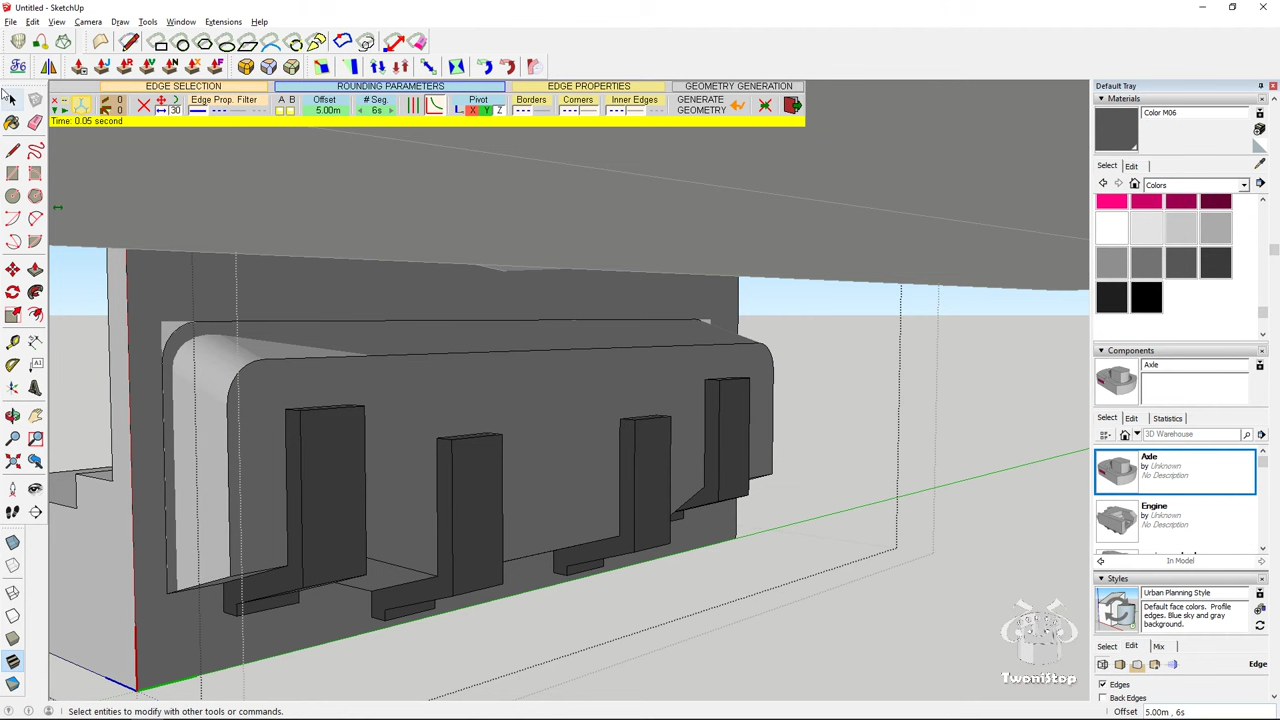 Untitled - SketchUp
File Edit View Camera Draw Tools Window Extensions Help
EDGE SELECTION ROUNDING PARAMETERS EDGE PROPERTIES GEOMETRY GENERATION
0 0 30 Edge Prop. Filter A B Offset 5.00m # Seg. 6s Pivot L X Y Z Borders Corners Inner Edges GENERATE GEOMETRY
Time: 0.05 second
Default Tray
Materials
Color M06
Select Edit
Colors
Components
Axle
Select Edit Statistics
3D Warehouse
Axle
by Unknown
No Description
Engine
by Unknown
No Description
In Model
Styles
Urban Planning Style
Default face colors. Profile
edges. Blue sky and gray
background.
Select Edit Mix
Edge
Edges
Back Edges
TwoniStop
Select entities to modify with other tools or commands.
Offset 5.00m , 6s